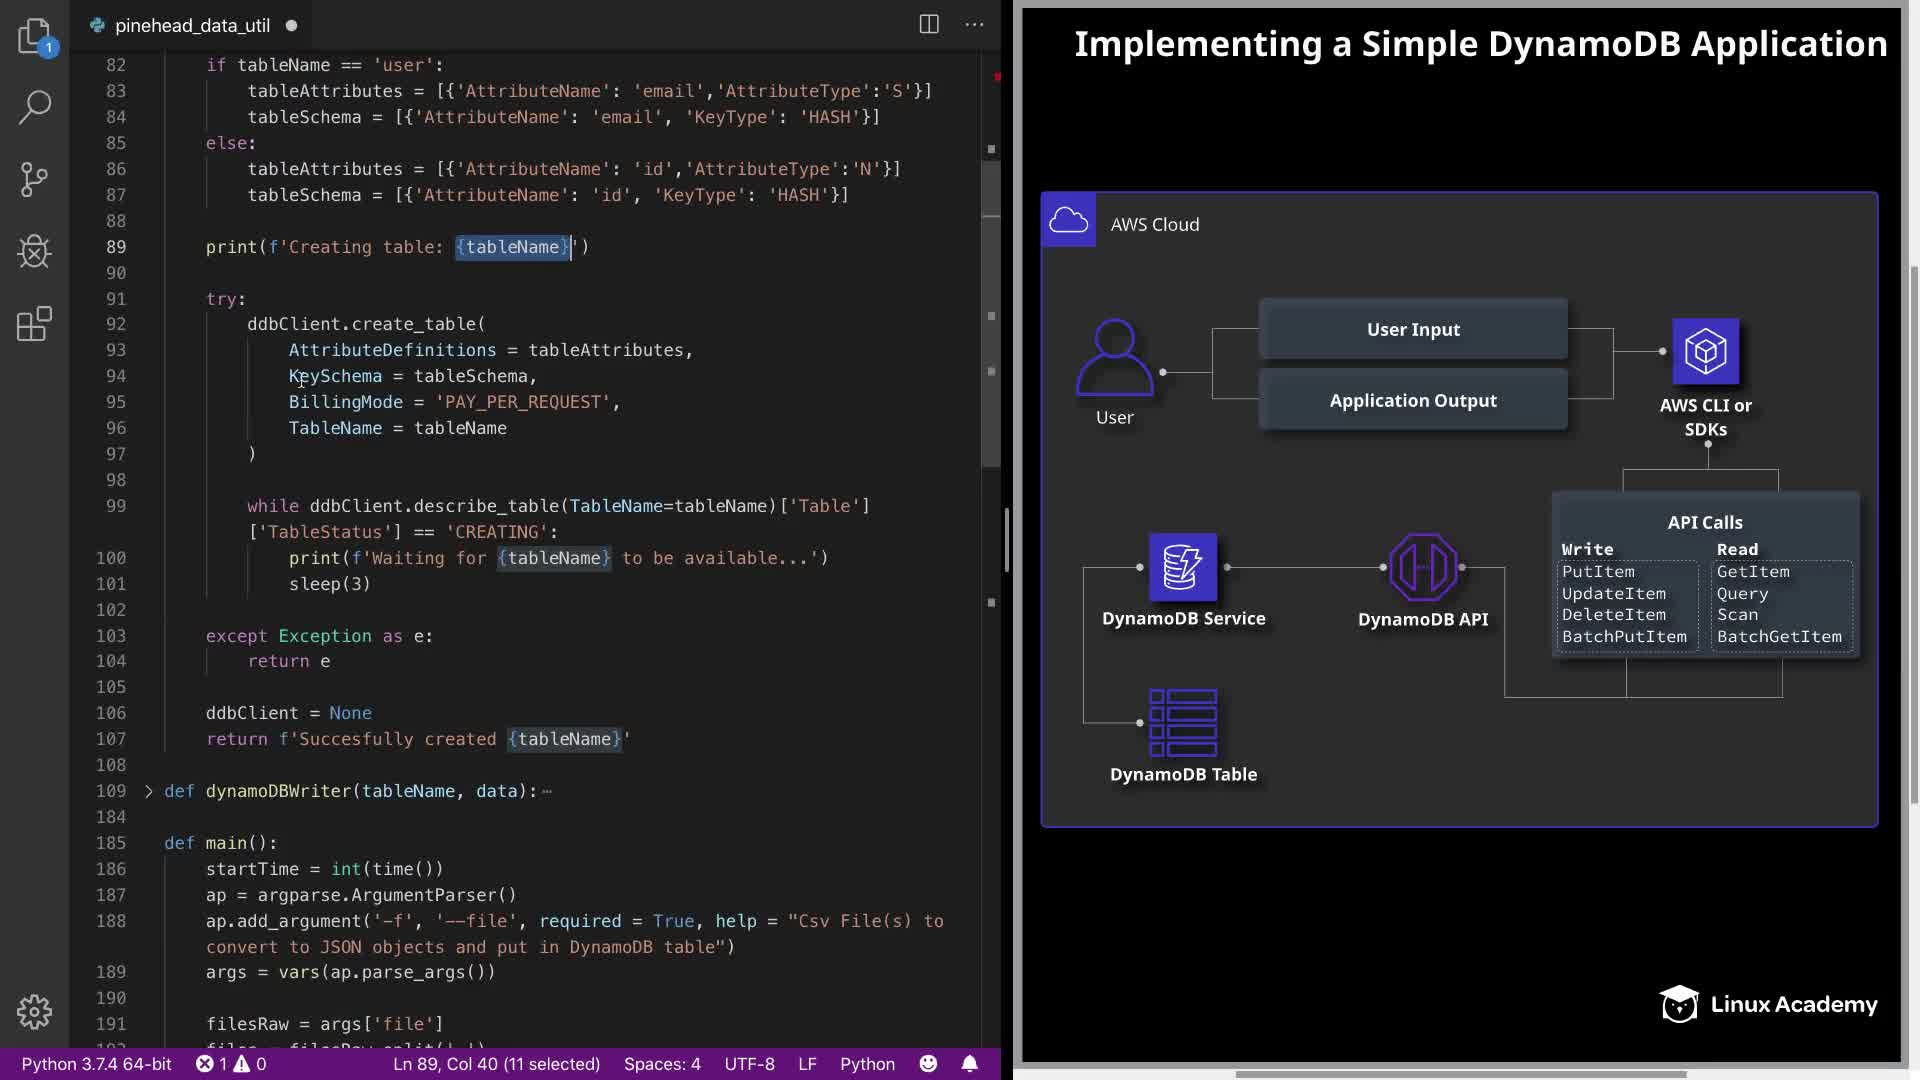 pinehead_data_util
1
82 if tableName == 'user':
83 tableAttributes = [{'AttributeName': 'email','AttributeType':'S'}]
84 tableSchema = [{'AttributeName': 'email', 'KeyType': 'HASH'}]
85 else:
86 tableAttributes = [{'AttributeName': 'id','AttributeType':'N'}]
87 tableSchema = [{'AttributeName': 'id', 'KeyType': 'HASH'}]
88
89 print(f'Creating table: {tableName}')
90
91 try:
92 ddbClient.create_table(
93 AttributeDefinitions = tableAttributes,
94 KeySchema = tableSchema,
95 BillingMode = 'PAY_PER_REQUEST',
96 TableName = tableName
97 )
98
99 while ddbClient.describe_table(TableName=tableName)['Table']
['TableStatus'] == 'CREATING':
100 print(f'Waiting for {tableName} to be available...')
101 sleep(3)
102
103 except Exception as e:
104 return e
105
106 ddbClient = None
107 return f'Succesfully created {tableName}'
108
109 def dynamoDBWriter(tableName, data):
184
185 def main():
186 startTime = int(time())
187 ap = argparse.ArgumentParser()
188 ap.add_argument('-f', '--file', required = True, help = "Csv File(s) to
convert to JSON objects and put in DynamoDB table")
189 args = vars(ap.parse_args())
190
191 filesRaw = args['file']
Python 3.7.4 64-bit 1 0 Ln 89, Col 40 (11 selected) Spaces: 4 UTF-8 LF Python
Implementing a Simple DynamoDB Application
AWS Cloud
User Input
Application Output
User
AWS CLI or
SDKs
API Calls
Write Read
PutItem GetItem
UpdateItem Query
DeleteItem Scan
BatchPutItem BatchGetItem
DynamoDB Service
DynamoDB API
DynamoDB Table
Linux Academy